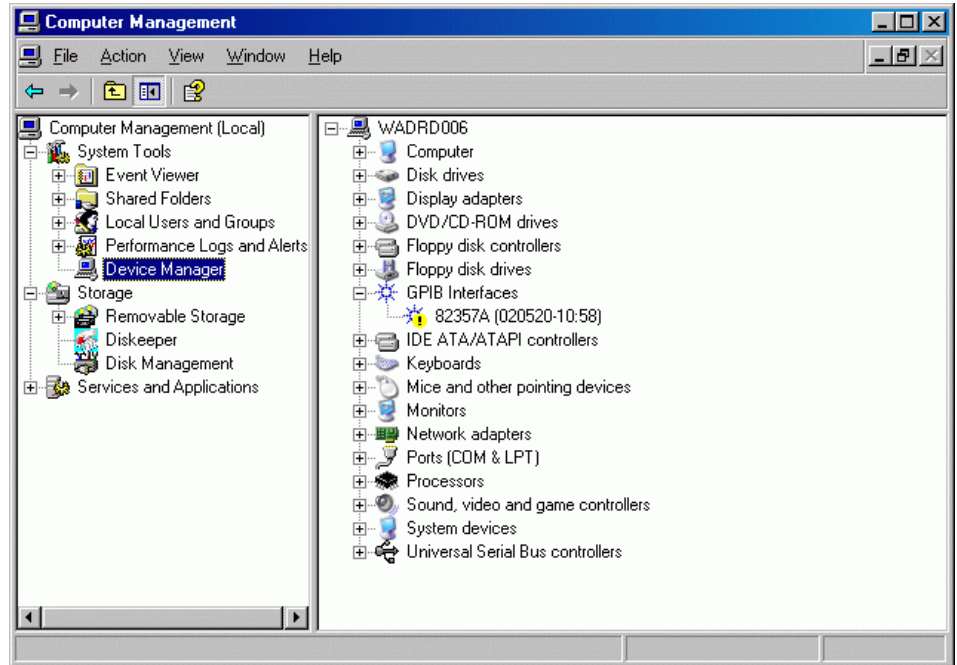 Computer Management
File Action View Window Help
Computer Management (Local)
System Tools
Event Viewer
Shared Folders
Local Users and Groups
Performance Logs and Alerts
Device Manager
Storage
Removable Storage
Diskeeper
Disk Management
Services and Applications
WADRD006
Computer
Disk drives
Display adapters
DVD/CD-ROM drives
Floppy disk controllers
Floppy disk drives
GPIB Interfaces
82357A (020520-10:58)
IDE ATA/ATAPI controllers
Keyboards
Mice and other pointing devices
Monitors
Network adapters
Ports (COM & LPT)
Processors
Sound, video and game controllers
System devices
Universal Serial Bus controllers